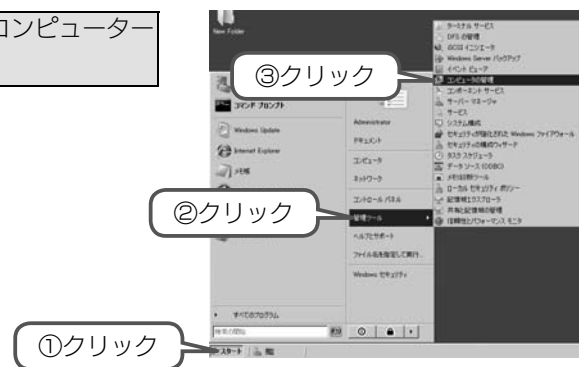 コンピューター
New Folder
③クリック
②クリック
①クリック
コマンド プロンプト
Windows Update
Internet Explorer
メモ帳
すべてのプログラム
検索の開始
スタート
Administrator
ドキュメント
コンピュータ
ネットワーク
コントロール パネル
管理ツール
ヘルプとサポート
ファイル名を指定して実行...
Windows セキュリティ
ターミナル サービス
DFS の管理
iSCSI イニシエータ
Windows Server バックアップ
イベント ビューア
コンピュータの管理
コンポーネント サービス
サーバー マネージャ
サービス
システム構成
セキュリティが強化された Windows ファイアウォール
セキュリティの構成ウィザード
タスク スケジューラ
データ ソース (ODBC)
メモリ診断ツール
ローカル セキュリティ ポリシー
記憶域エクスプローラ
共有と記憶域の管理
信頼性とパフォーマンス モニタ